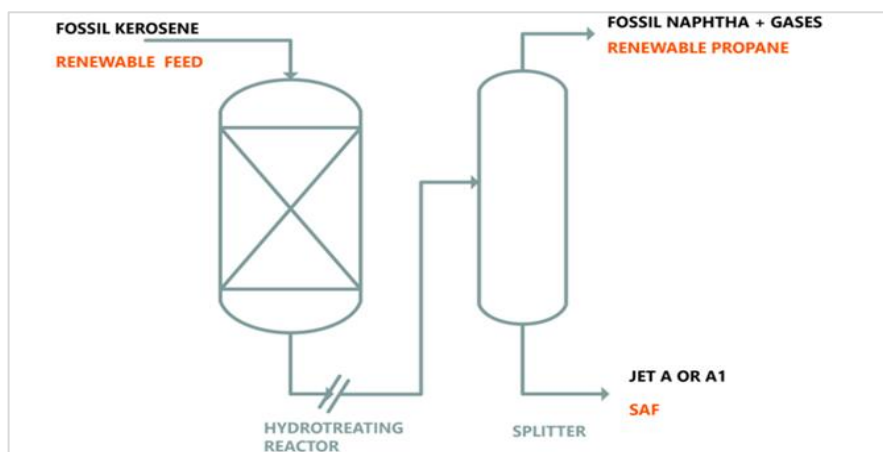 FOSSIL KEROSENE
RENEWABLE FEED
FOSSIL NAPHTHA + GASES
RENEWABLE PROPANE
JET A OR A1
SAF
HYDROTREATING
REACTOR
SPLITTER